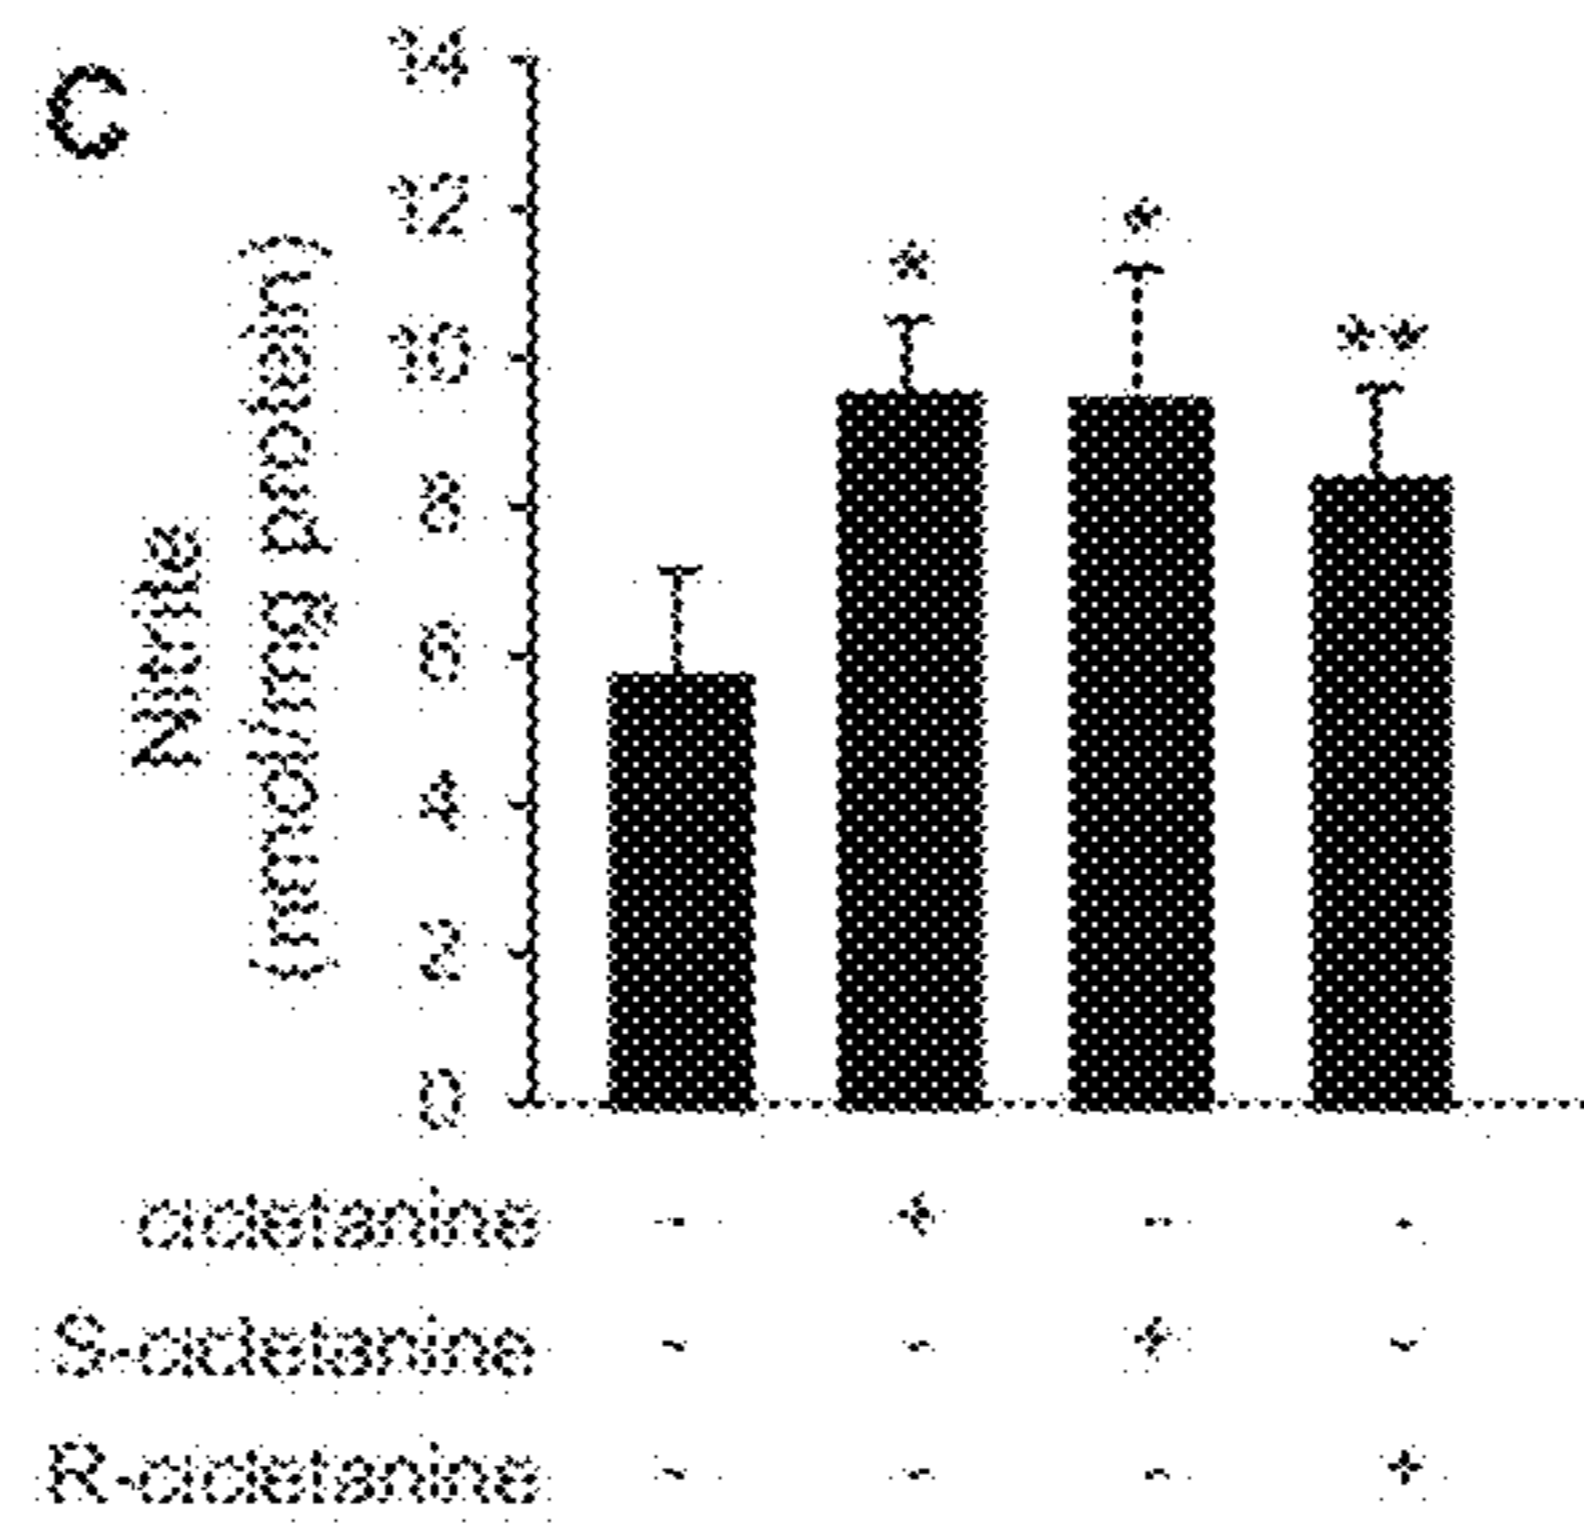 C
14
12
10
8
6
4
2
0
Nitrite
(nmol/mg protein)
*
*
**
cicletanine - + - -
S-cicletanine - - + -
R-cicletanine - - - +